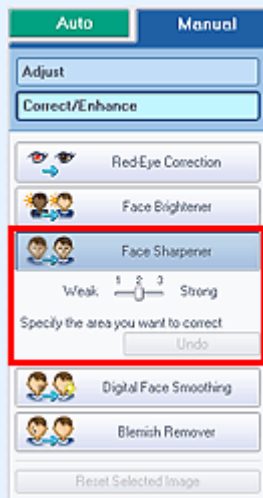 Auto Manual
Adjust
Correct/Enhance
Red-Eye Correction
Face Brightener
Face Sharpener
1 2 3
Weak Strong
Specify the area you want to correct
Undo
Digital Face Smoothing
Blemish Remover
Reset Selected Image